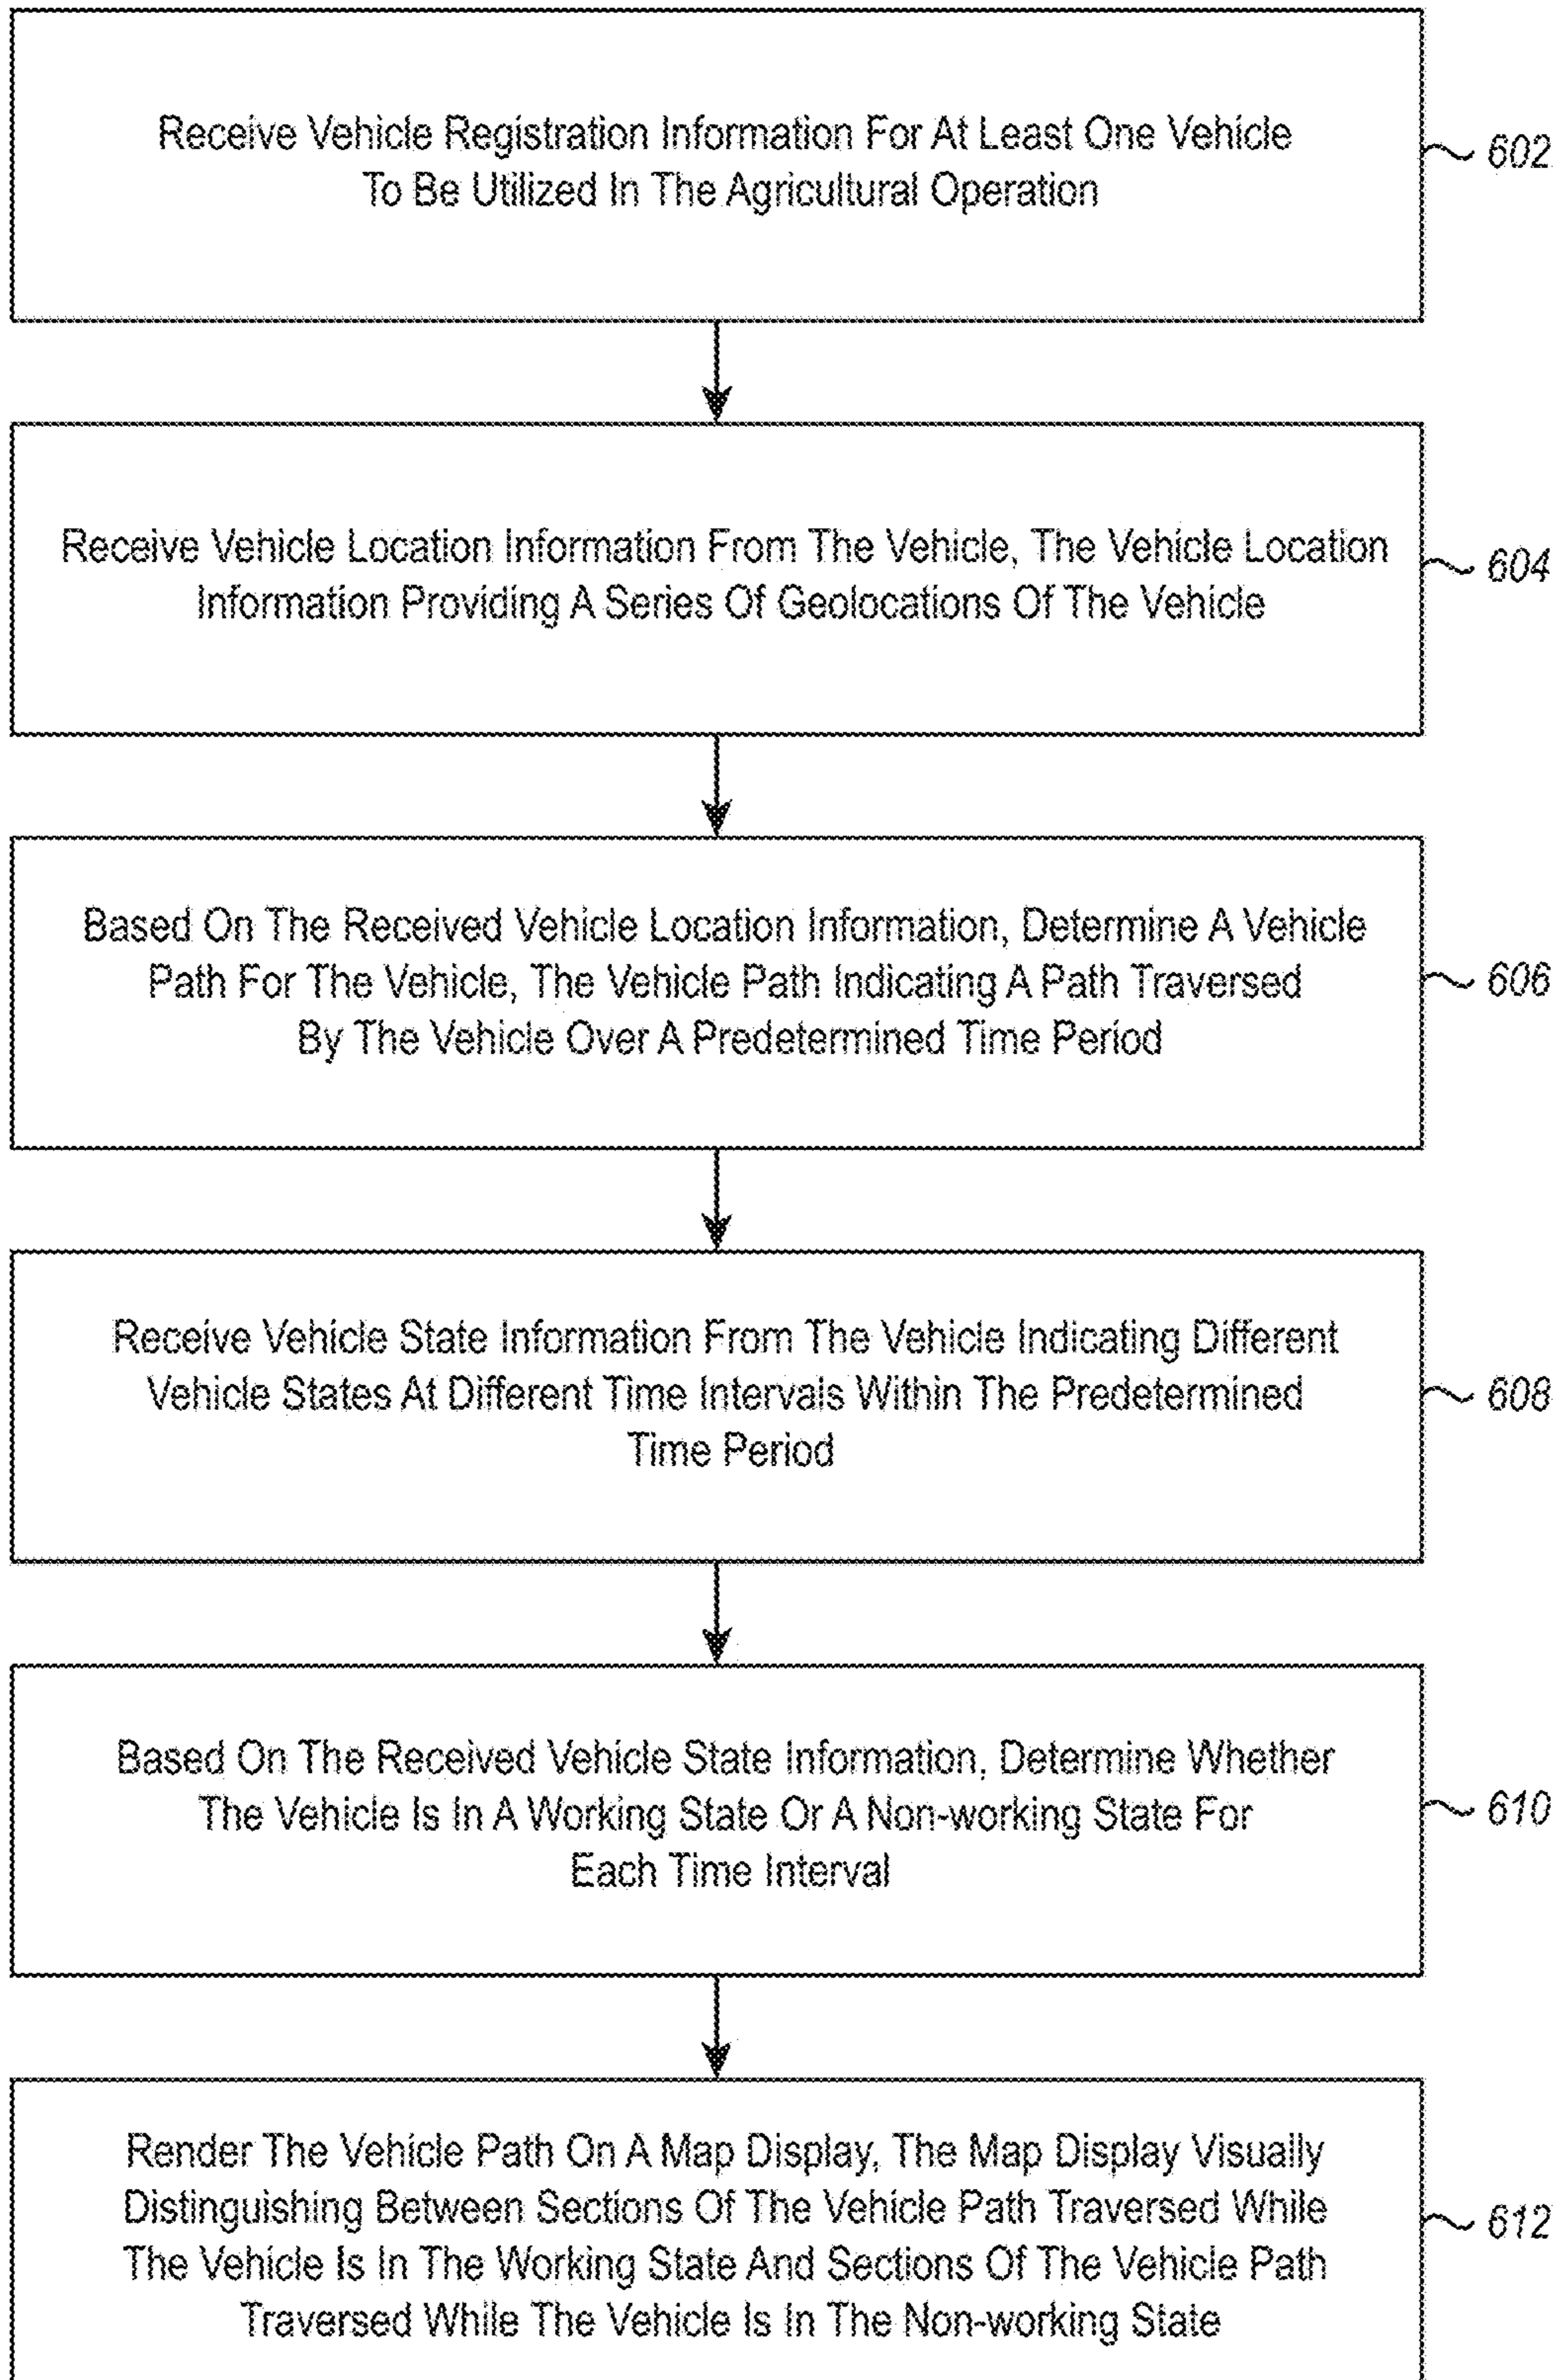 Receive Vehicle Registration Information For At Least One Vehicle
To Be Utilized In The Agricultural Operation
602
Receive Vehicle Location Information From The Vehicle, The Vehicle Location
Information Providing A Series Of Geolocations Of The Vehicle
604
Based On The Received Vehicle Location Information, Determine A Vehicle
Path For The Vehicle, The Vehicle Path Indicating A Path Traversed
By The Vehicle Over A Predetermined Time Period
606
Receive Vehicle State Information From The Vehicle Indicating Different
Vehicle States At Different Time Intervals Within The Predetermined
Time Period
608
Based On The Received Vehicle State Information, Determine Whether
The Vehicle Is In A Working State Or A Non-working State For
Each Time Interval
610
Render The Vehicle Path On A Map Display, The Map Display Visually
Distinguishing Between Sections Of The Vehicle Path Traversed While
The Vehicle Is In The Working State And Sections Of The Vehicle Path
Traversed While The Vehicle Is In The Non-working State
612